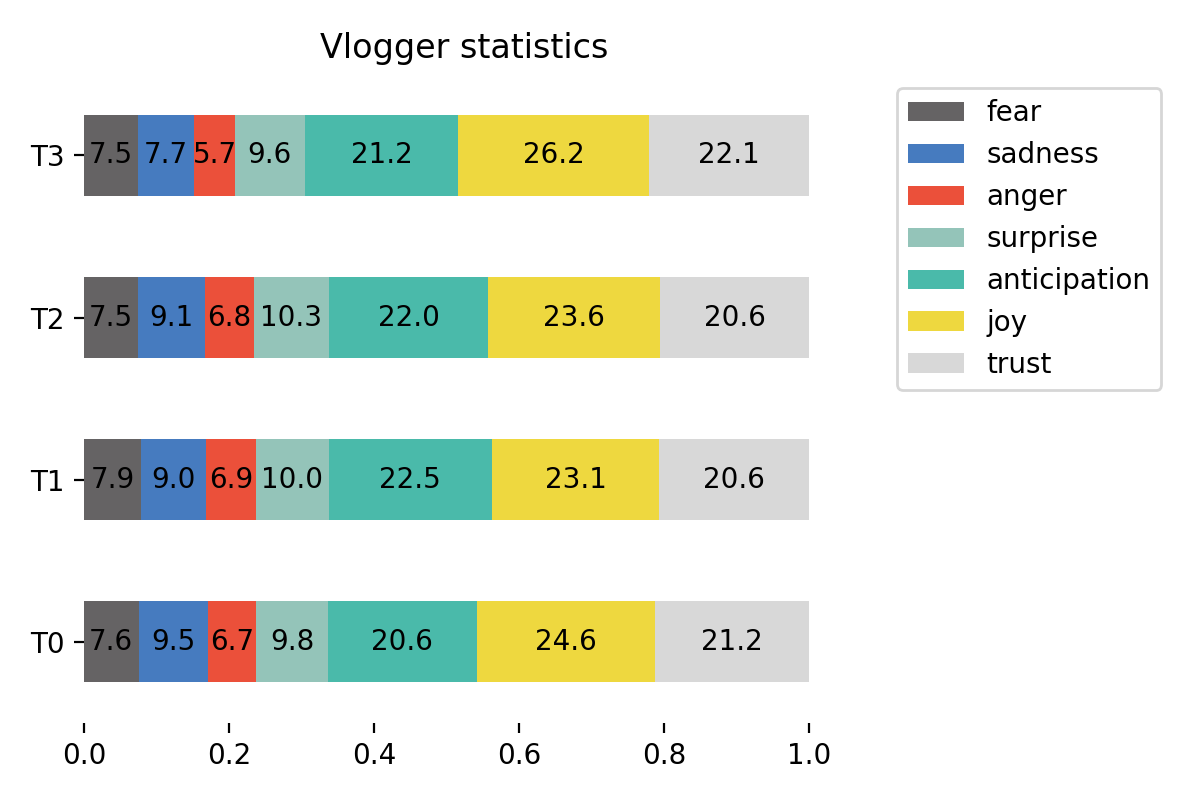 Vlogger statistics
T3 7.5 7.7 5.7 9.6 21.2 26.2 22.1
T2 7.5 9.1 6.8 10.3 22.0 23.6 20.6
T1 7.9 9.0 6.9 10.0 22.5 23.1 20.6
T0 7.6 9.5 6.7 9.8 20.6 24.6 21.2
0.0 0.2 0.4 0.6 0.8 1.0
fear
sadness
anger
surprise
anticipation
joy
trust